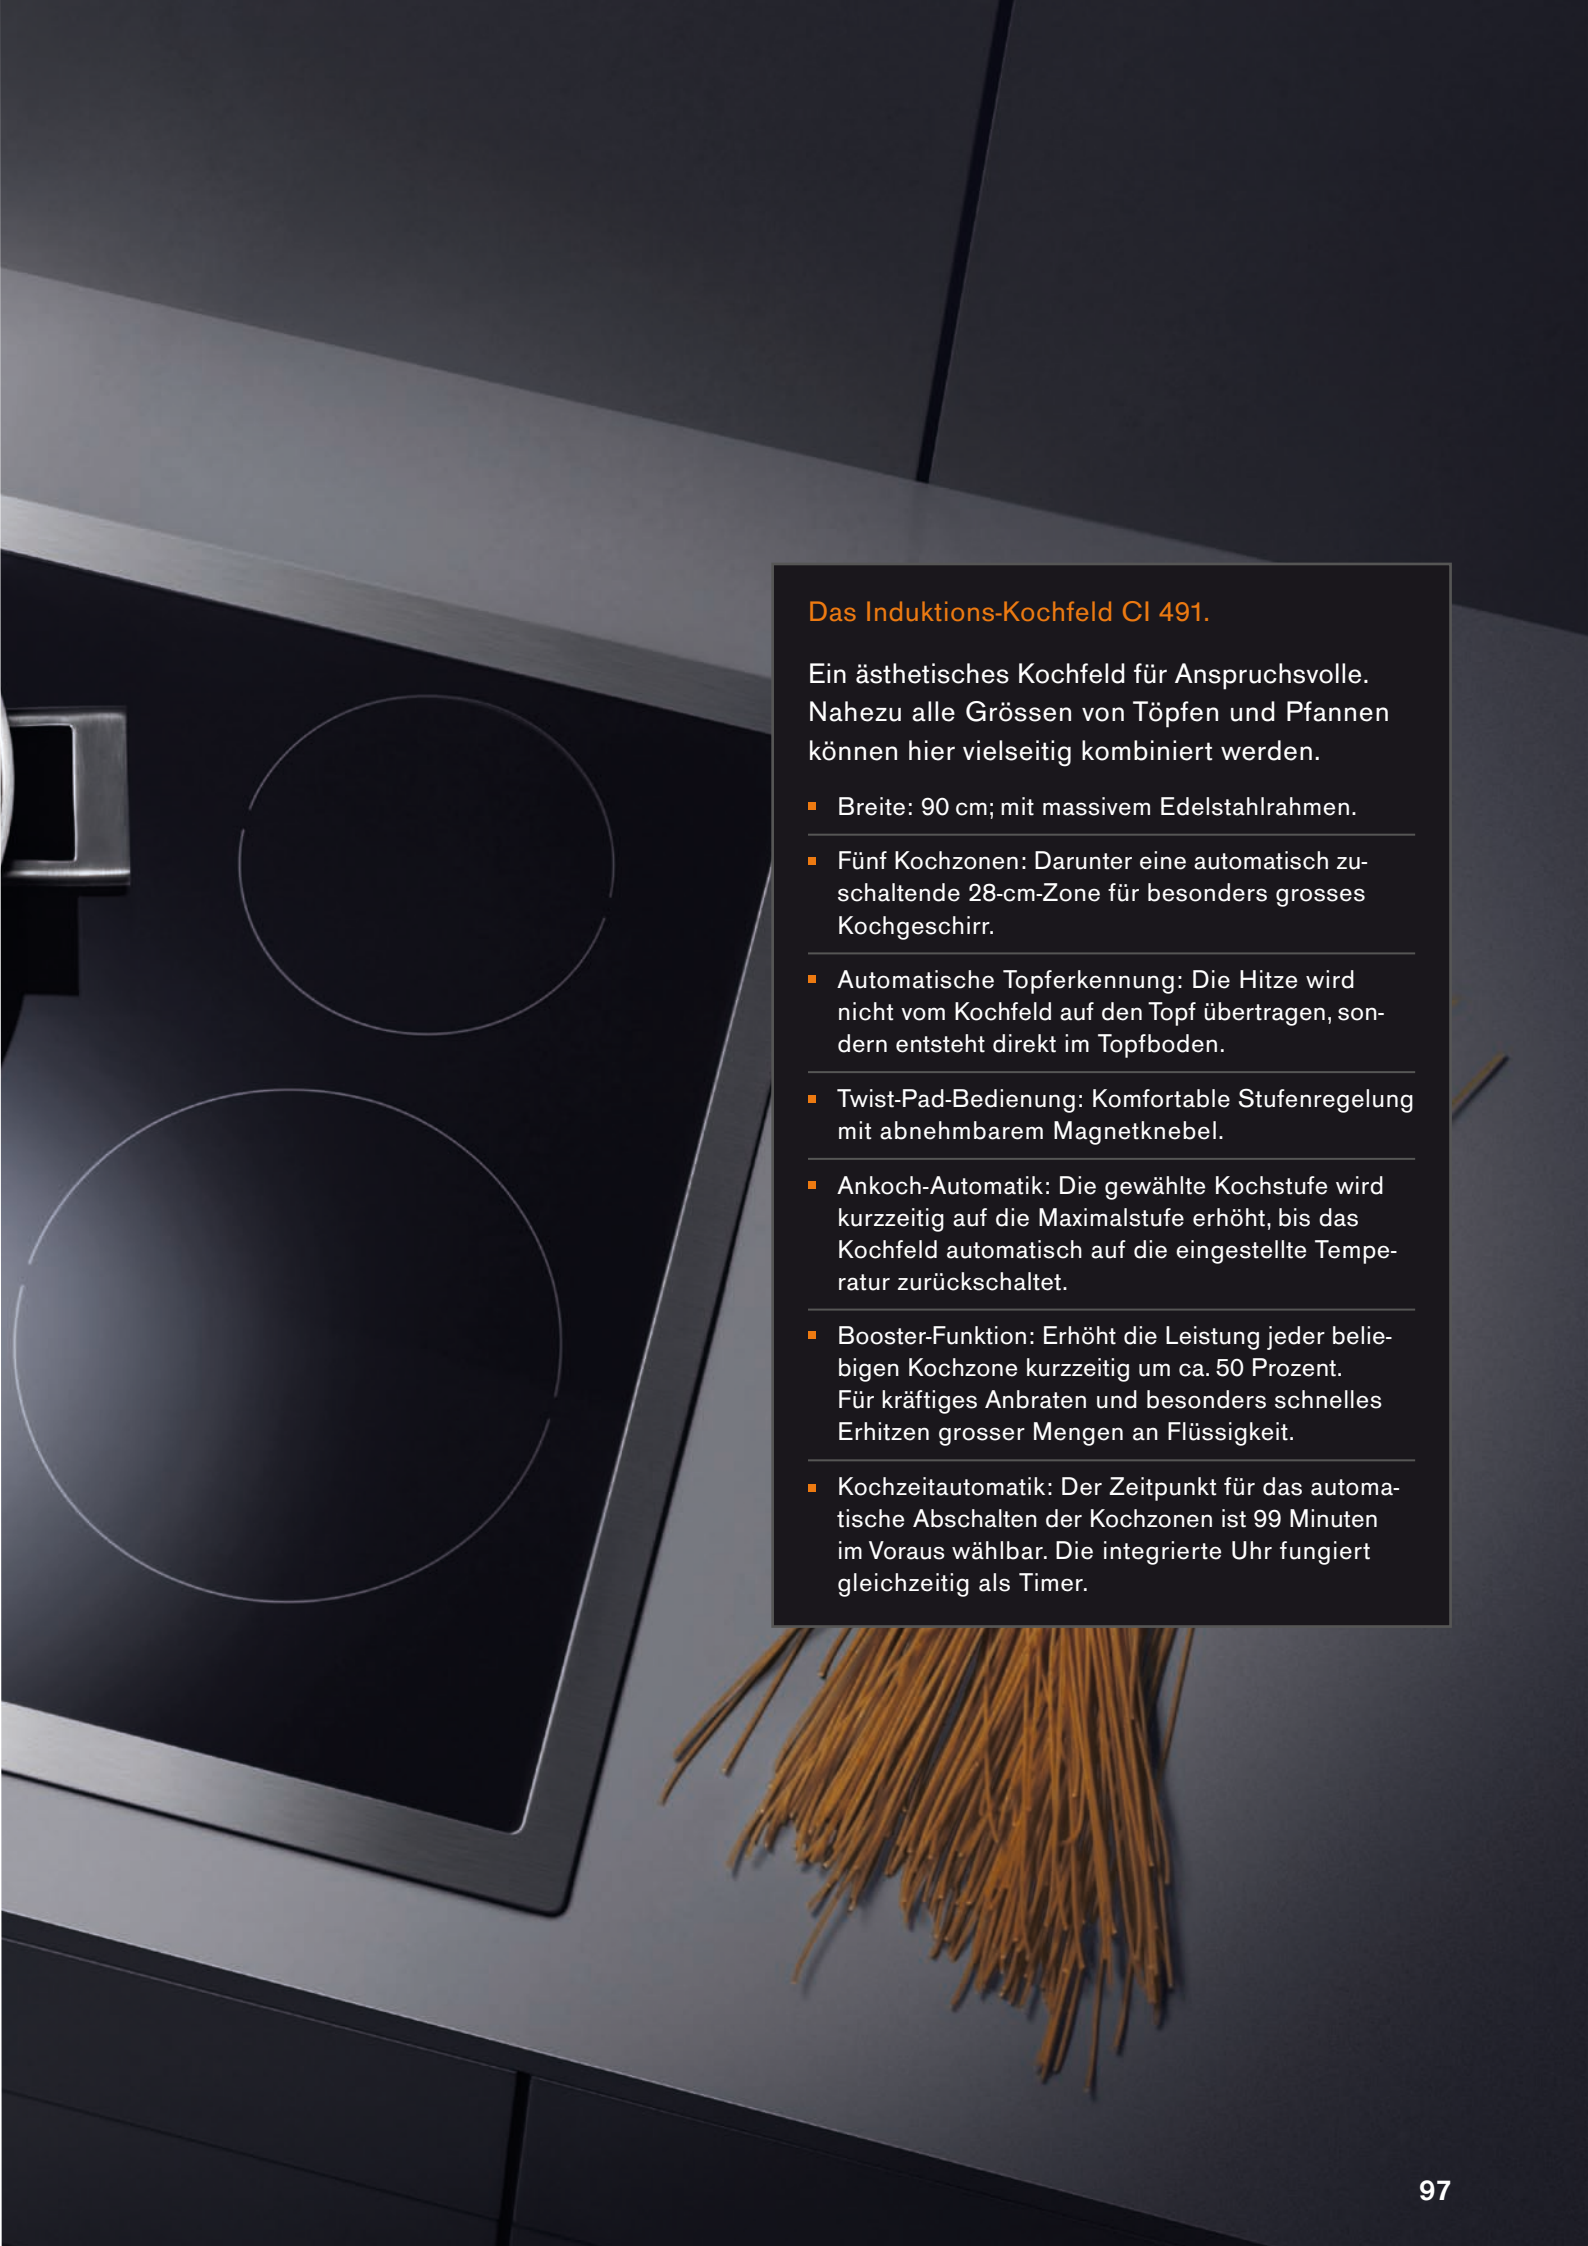 Das Induktions-Kochfeld CI 491.
Ein ästhetisches Kochfeld für Anspruchsvolle.
Nahezu alle Grössen von Töpfen und Pfannen
können hier vielseitig kombiniert werden.
Breite: 90 cm; mit massivem Edelstahlrahmen.
Fünf Kochzonen: Darunter eine automatisch zu-
schaltende 28-cm-Zone für besonders grosses
Kochgeschirr.
Automatische Topferkennung: Die Hitze wird
nicht vom Kochfeld auf den Topf übertragen, son-
dern entsteht direkt im Topfboden.
Twist-Pad-Bedienung: Komfortable Stufenregelung
mit abnehmbarem Magnetknebel.
Ankoch-Automatik: Die gewählte Kochstufe wird
kurzzeitig auf die Maximalstufe erhöht, bis das
Kochfeld automatisch auf die eingestellte Tempe-
ratur zurückschaltet.
Booster-Funktion: Erhöht die Leistung jeder belie-
bigen Kochzone kurzzeitig um ca. 50 Prozent.
Für kräftiges Anbraten und besonders schnelles
Erhitzen grosser Mengen an Flüssigkeit.
Kochzeitautomatik: Der Zeitpunkt für das automa-
tische Abschalten der Kochzonen ist 99 Minuten
im Voraus wählbar. Die integrierte Uhr fungiert
gleichzeitig als Timer.
97